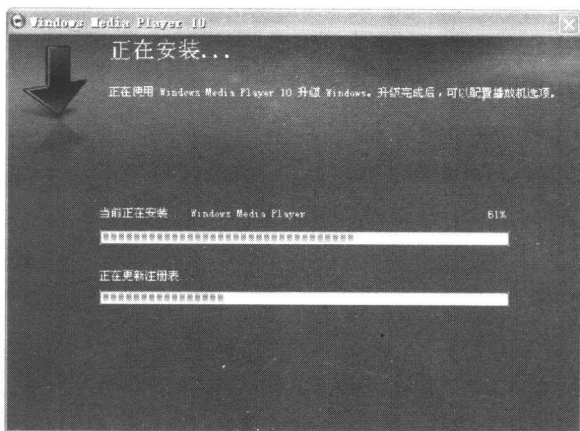 Windows Media Player 10
正在安装...
正在使用 Windows Media Player 10 升级 Windows。升级完成后，可以配置播放机选项。
当前正在安装 Windows Media Player 61%
正在更新注册表